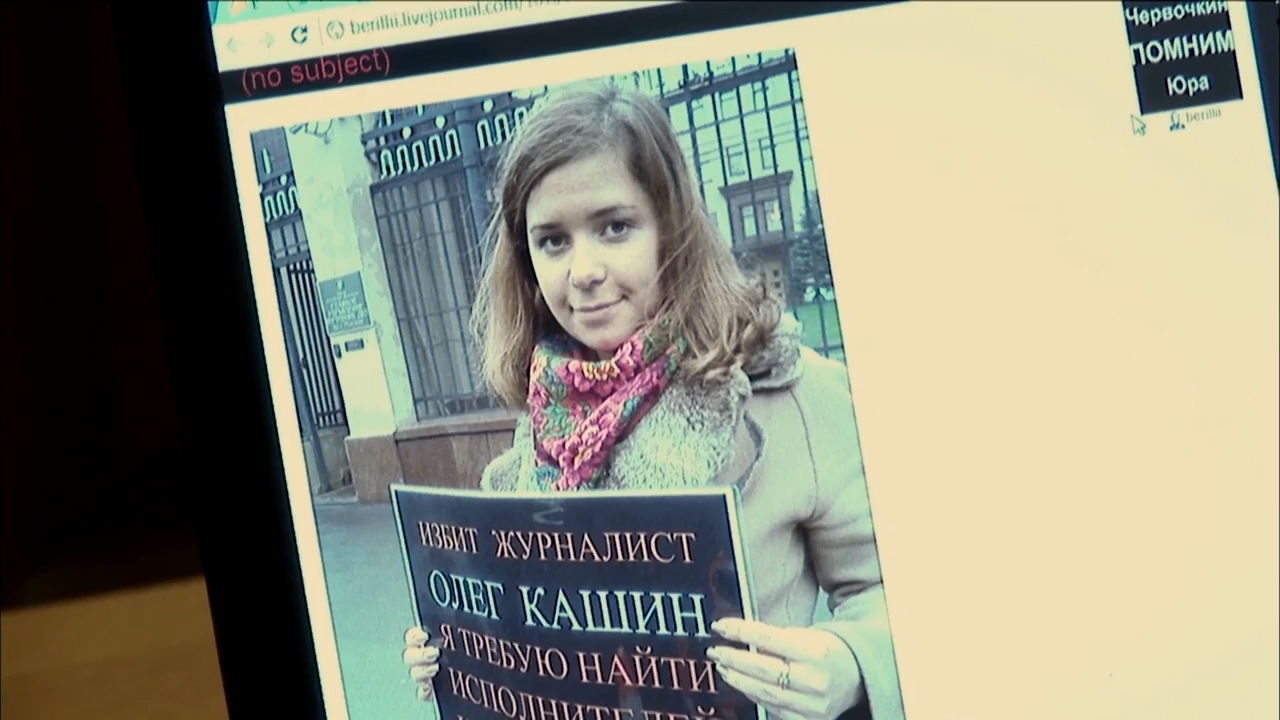 berillii.livejournal.com/
(no subject)
Червочкин
ПОМНИМ
Юра
berillii
ИЗБИТ ЖУРНАЛИСТ
ОЛЕГ КАШИН
Я ТРЕБУЮ НАЙТИ
ИСПОЛНИТЕЛЕЙ